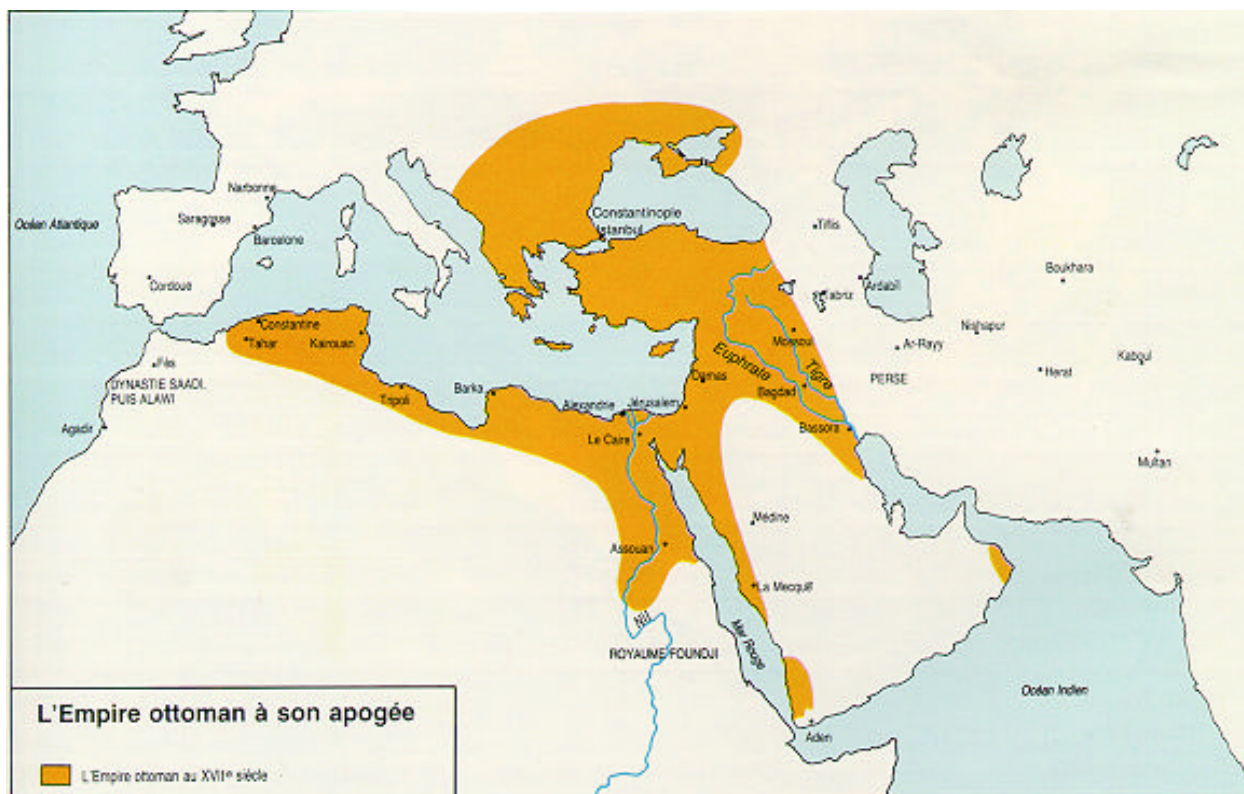 Narbonne
Océan Atlantique
Saragosse
Barcelone
Cordoue
Constantinople
Istanbul
Tiflis
Boukhara
Ardabîl
Tabriz
Nishapur
Constantine
Tahar
Kairouan
Mossoul
Ar-Rayy
Kaboul
Fès
Euphrate
Tigre
Herat
DYNASTIE SAADI,
PUIS ALAWI
Damas
PERSE
Tripoli
Barka
Bagdad
Alexandrie
Jérusalem
Agadir
Le Caire
Bassora
Multan
Médine
Assouan
La Mecque
Nil
Mer Rouge
ROYAUME FOUNDJI
Océan Indien
Aden
L'Empire ottoman à son apogée
L'Empire ottoman au XVIIe siècle